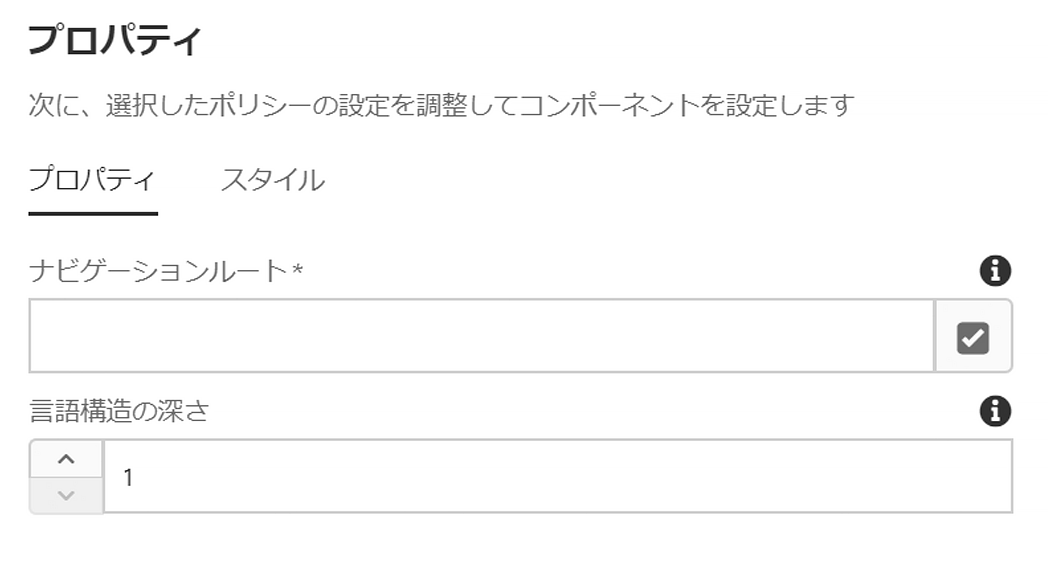 プロパティ
次に、選択したポリシーの設定を調整してコンポーネントを設定します
プロパティ
スタイル
ナビゲーションルート*
言語構造の深さ
1